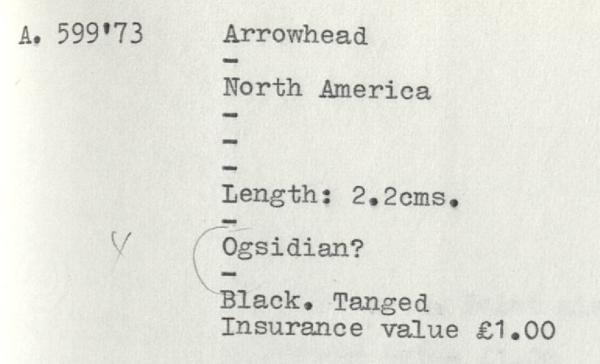 A. 599'73 Arrowhead
-
North America
-
-
-
Length: 2.2cms.
-
Ogsidian?
-
Black. Tanged
Insurance value £1.00